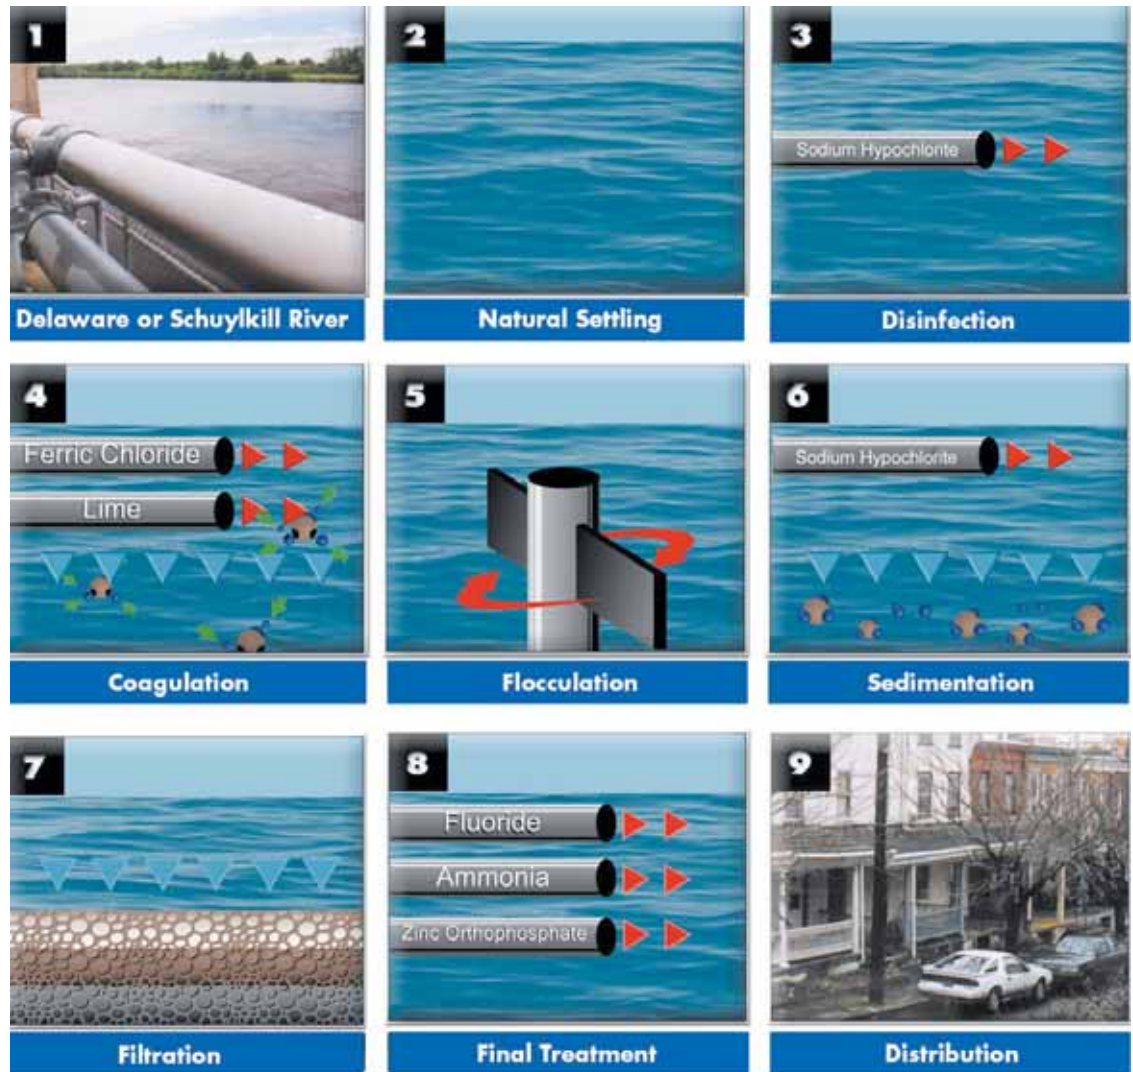 1
Delaware or Schuylkill River
2
Natural Settling
3
Sodium Hypochlorite
Disinfection
4
Ferric Chloride
Lime
Coagulation
5
Flocculation
6
Sodium Hypochlorite
Sedimentation
7
Filtration
8
Fluoride
Ammonia
Zinc Orthophosphate
Final Treatment
9
Distribution